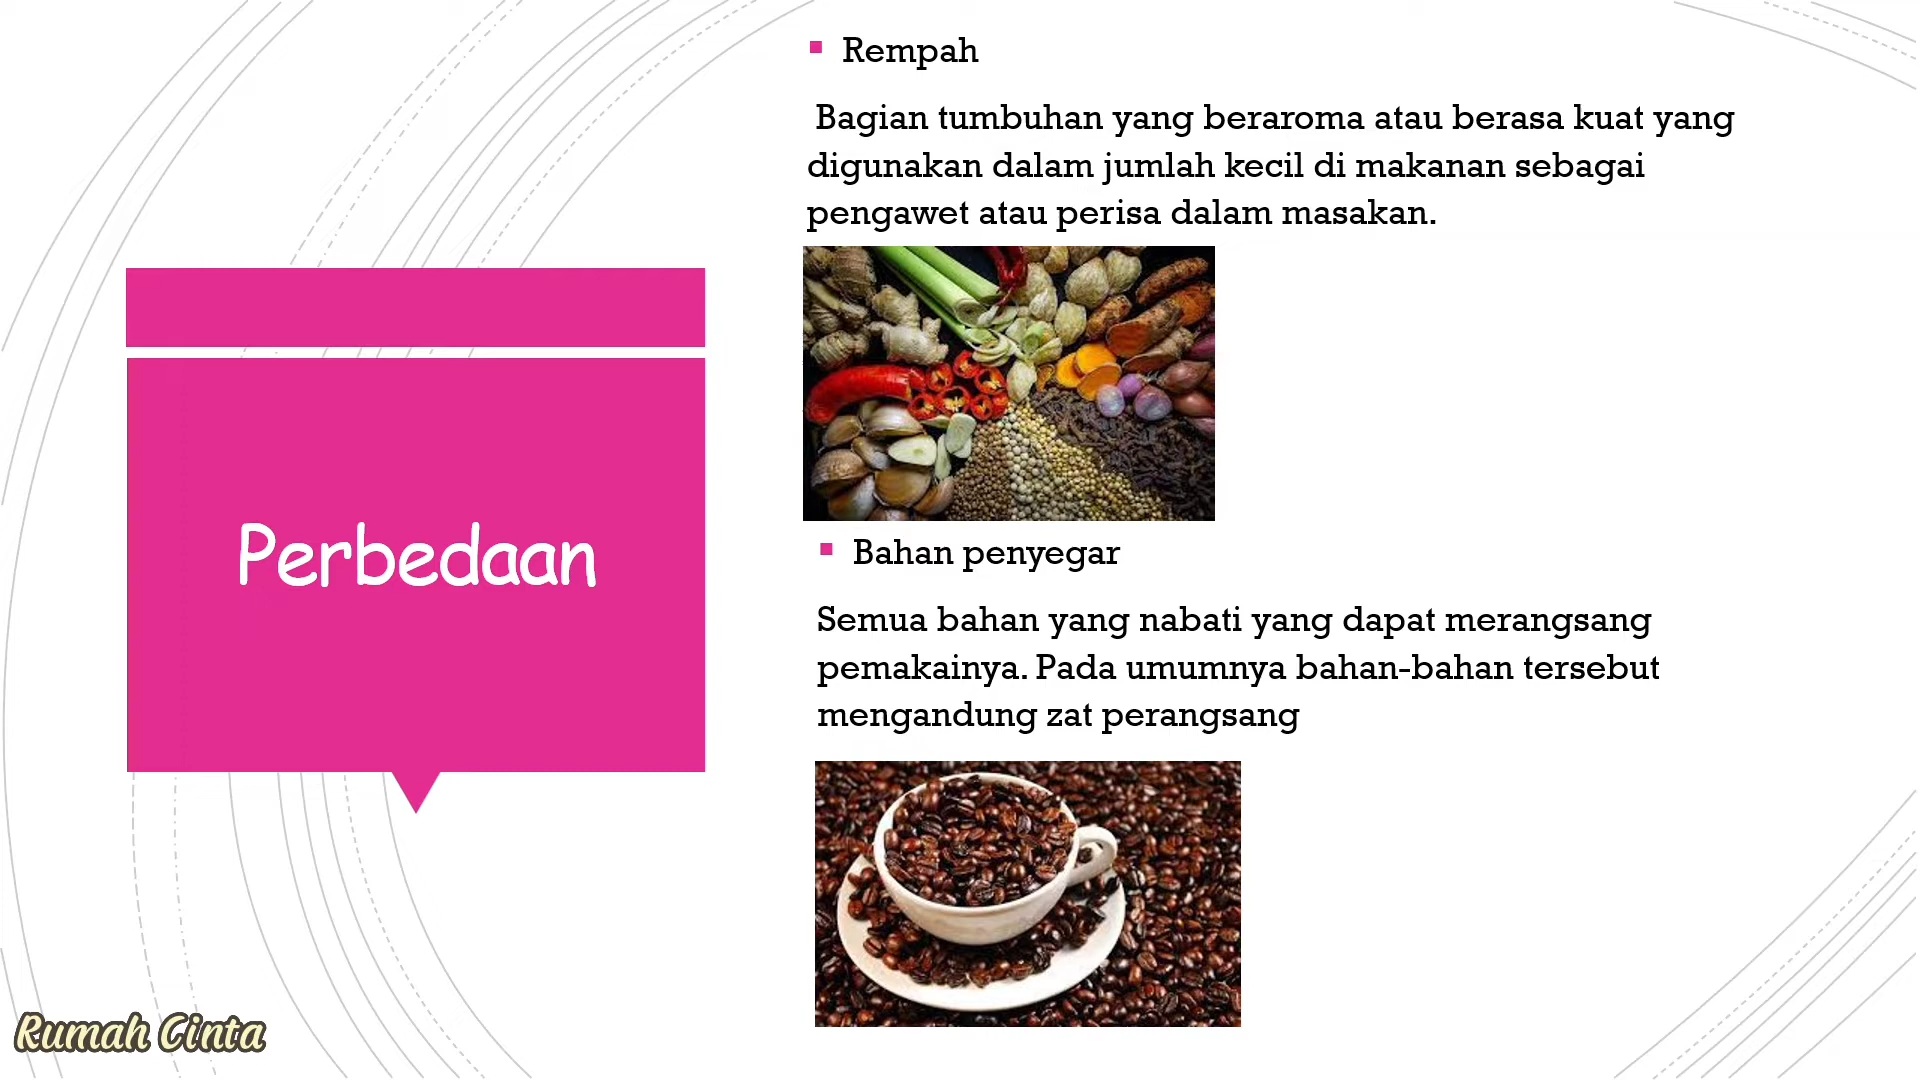 Perbedaan
Rempah
Bagian tumbuhan yang beraroma atau berasa kuat yang
digunakan dalam jumlah kecil di makanan sebagai
pengawet atau perisa dalam masakan.
Bahan penyegar
Semua bahan yang nabati yang dapat merangsang
pemakainya. Pada umumnya bahan-bahan tersebut
mengandung zat perangsang
Rumah Cinta